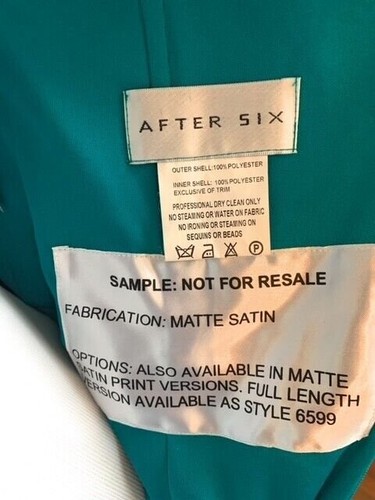 AFTER SIX
OUTER SHELL:100% POLYESTER
INNER SHELL: 100% POLYESTER
EXCLUSIVE OF TRIM
PROFESSIONAL DRY CLEAN ONLY
NO STEAMING OR WATER ON FABRIC
NO IRONING OR STEAMING ON
SEQUINS OR BEADS
P
SAMPLE: NOT FOR RESALE
FABRICATION: MATTE SATIN
OPTIONS: ALSO AVAILABLE IN MATTE
SATIN PRINT VERSIONS. FULL LENGTH
VERSION AVAILABLE AS STYLE 6599